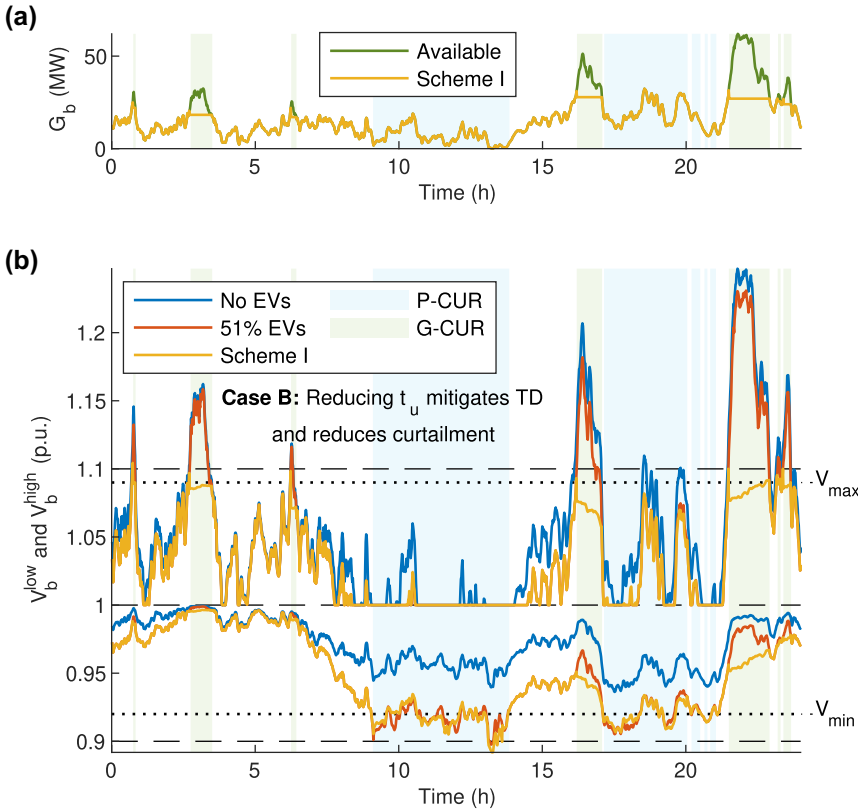 (a)
50
0
G_b (MW)
Available
Scheme I
0 5 10 15 20
Time (h)
(b)
No EVs
51% EVs
Scheme I
P-CUR
G-CUR
Case B: Reducing t_u mitigates TD
and reduces curtailment
1.2
1.15
1.1
1.05
1
0.95
0.9
V_b^low and V_b^high (p.u.)
V_max
V_min
0 5 10 15 20
Time (h)